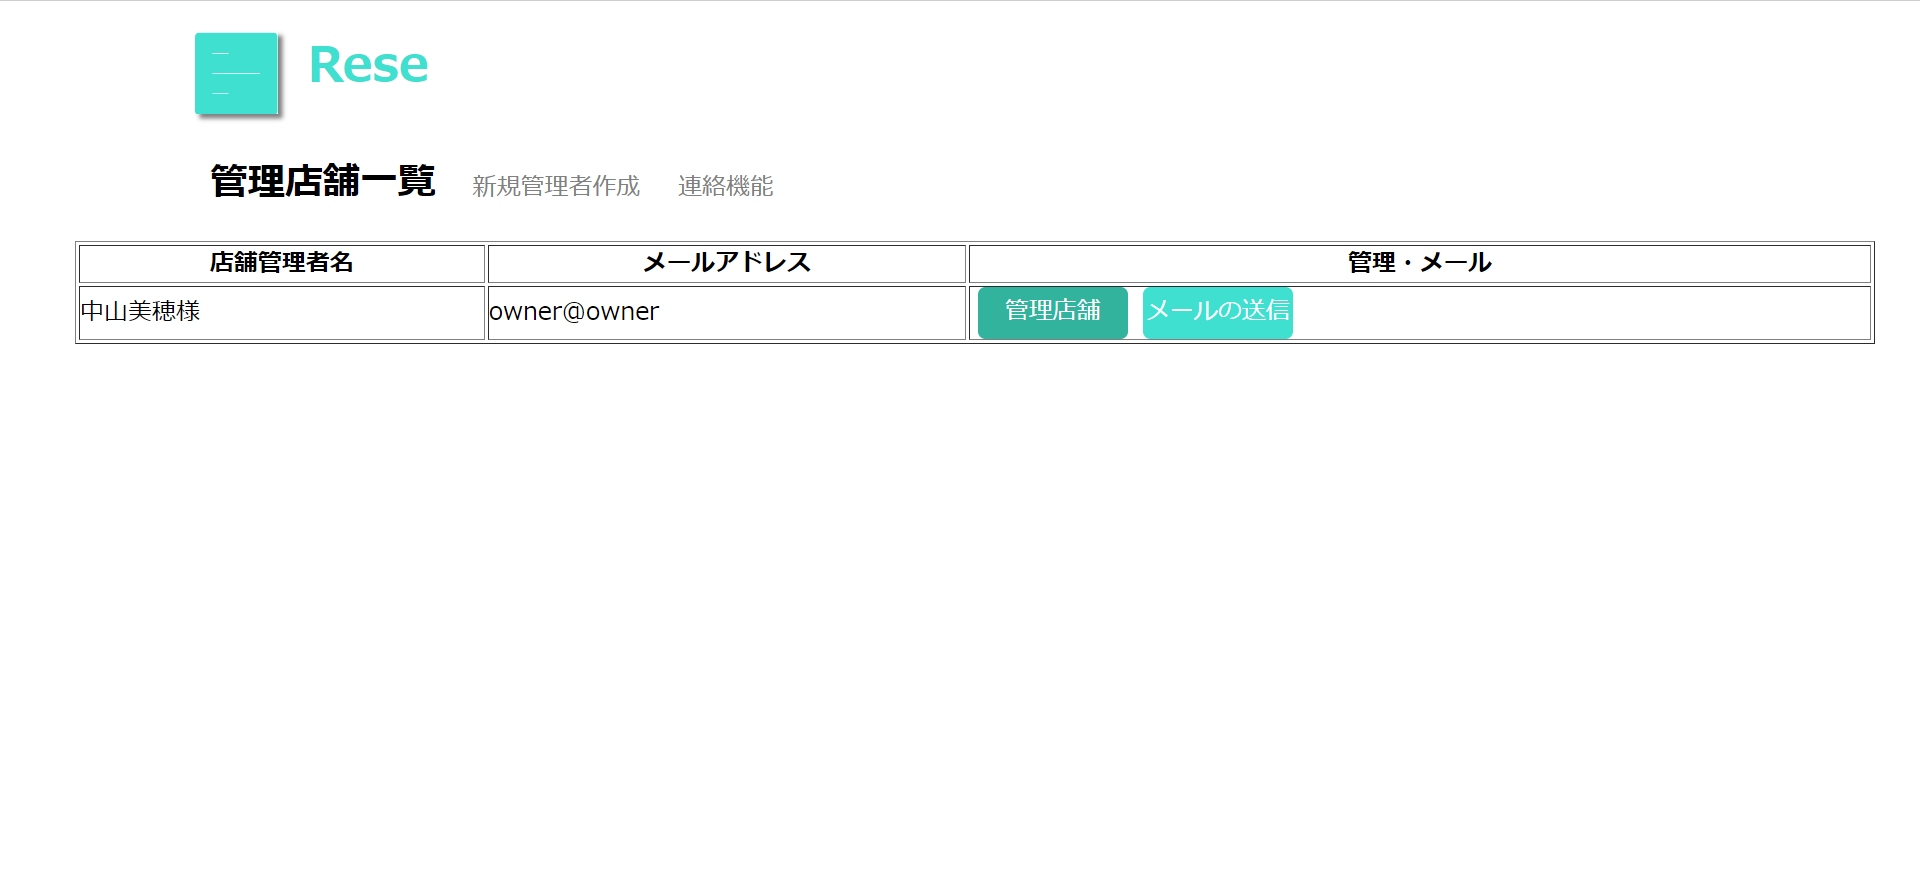 Rese
管理店舗一覧 新規管理者作成 連絡機能
店舗管理者名 メールアドレス 管理・メール
中山美穂様 owner@owner 管理店舗 メールの送信